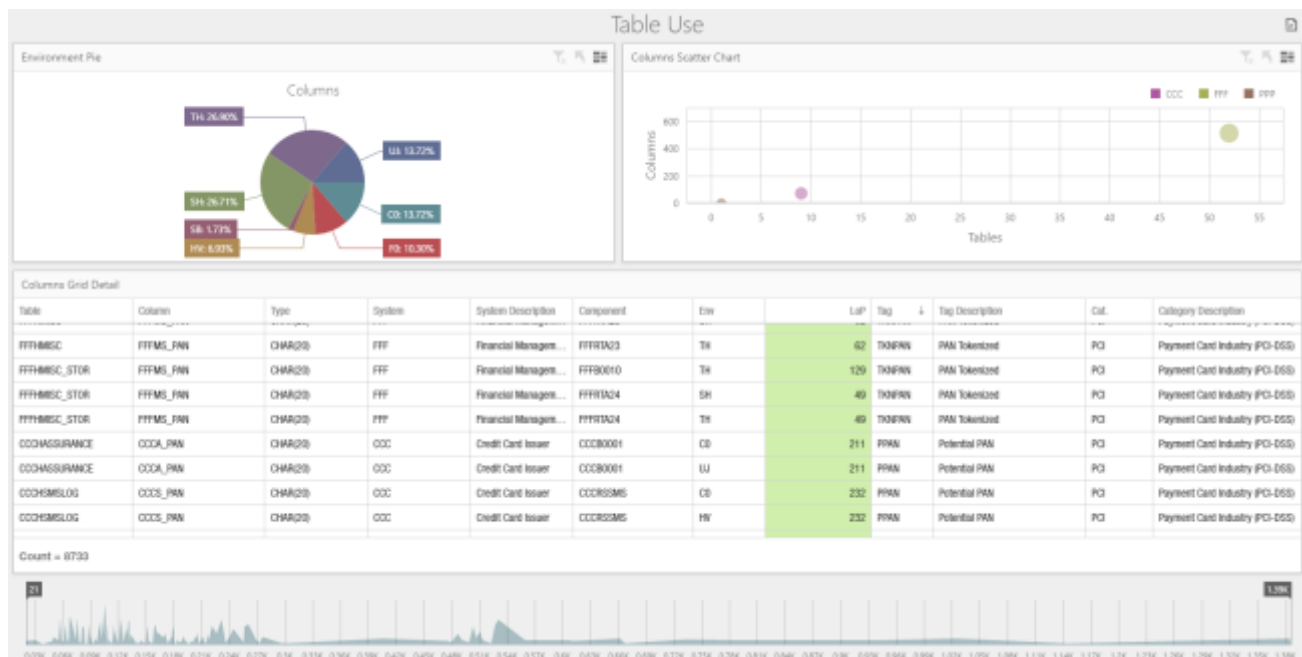 Table Use
Environment Pie
Columns Scatter Chart
Columns
TH: 26.90%
UJ: 13.72%
SH: 26.71%
C0: 13.72%
SB: 1.73%
HV: 6.93%
F0: 10.30%
CCC FFF PPP
Columns
600
400
200
0
0 5 10 15 20 25 30 35 40 45 50 55
Tables
Columns Grid Detail
Table Column Type System System Description Component Env LoP Tag Tag Description Cat. Category Description
FFFHMISC FFFMS_PAN CHAR(20) FFF Financial Managem... FFFRTA23 TH 62 TKNPAN PAN Tokenized PCI Payment Card Industry (PCI-DSS)
FFFHMISC_STOR FFFMS_PAN CHAR(20) FFF Financial Managem... FFFB0010 TH 129 TKNPAN PAN Tokenized PCI Payment Card Industry (PCI-DSS)
FFFHMISC_STOR FFFMS_PAN CHAR(20) FFF Financial Managem... FFFRTA24 SH 49 TKNPAN PAN Tokenized PCI Payment Card Industry (PCI-DSS)
FFFHMISC_STOR FFFMS_PAN CHAR(20) FFF Financial Managem... FFFRTA24 TH 49 TKNPAN PAN Tokenized PCI Payment Card Industry (PCI-DSS)
CCCHASSURANCE CCCA_PAN CHAR(20) CCC Credit Card Issuer CCCB0001 C0 211 PPAN Potential PAN PCI Payment Card Industry (PCI-DSS)
CCCHASSURANCE CCCA_PAN CHAR(20) CCC Credit Card Issuer CCCB0001 UJ 211 PPAN Potential PAN PCI Payment Card Industry (PCI-DSS)
CCCHSMSLOG CCCS_PAN CHAR(20) CCC Credit Card Issuer CCCRSSMS C0 232 PPAN Potential PAN PCI Payment Card Industry (PCI-DSS)
CCCHSMSLOG CCCS_PAN CHAR(20) CCC Credit Card Issuer CCCRSSMS HV 232 PPAN Potential PAN PCI Payment Card Industry (PCI-DSS)
Count = 8733
21
1.39K